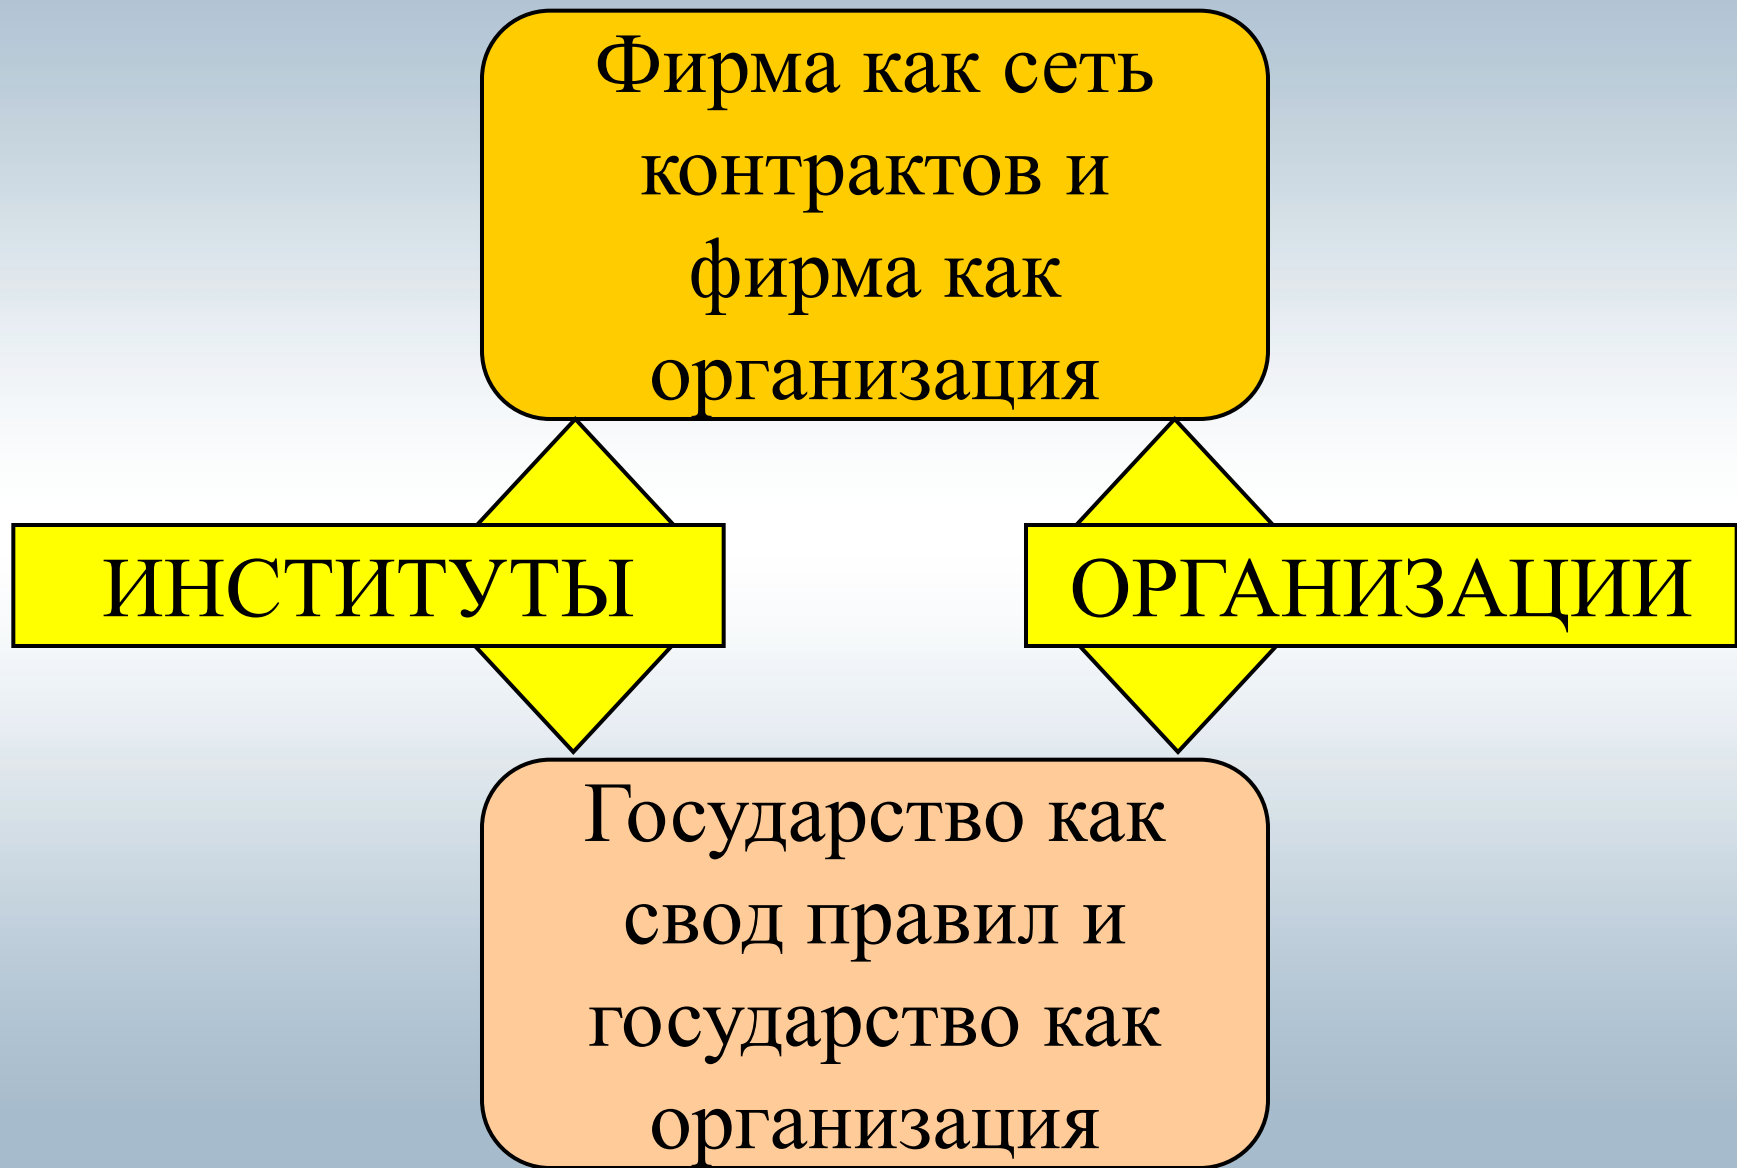 Фирма как сеть
контрактов и
фирма как
организация
ИНСТИТУТЫ
ОРГАНИЗАЦИИ
Государство как
свод правил и
государство как
организация